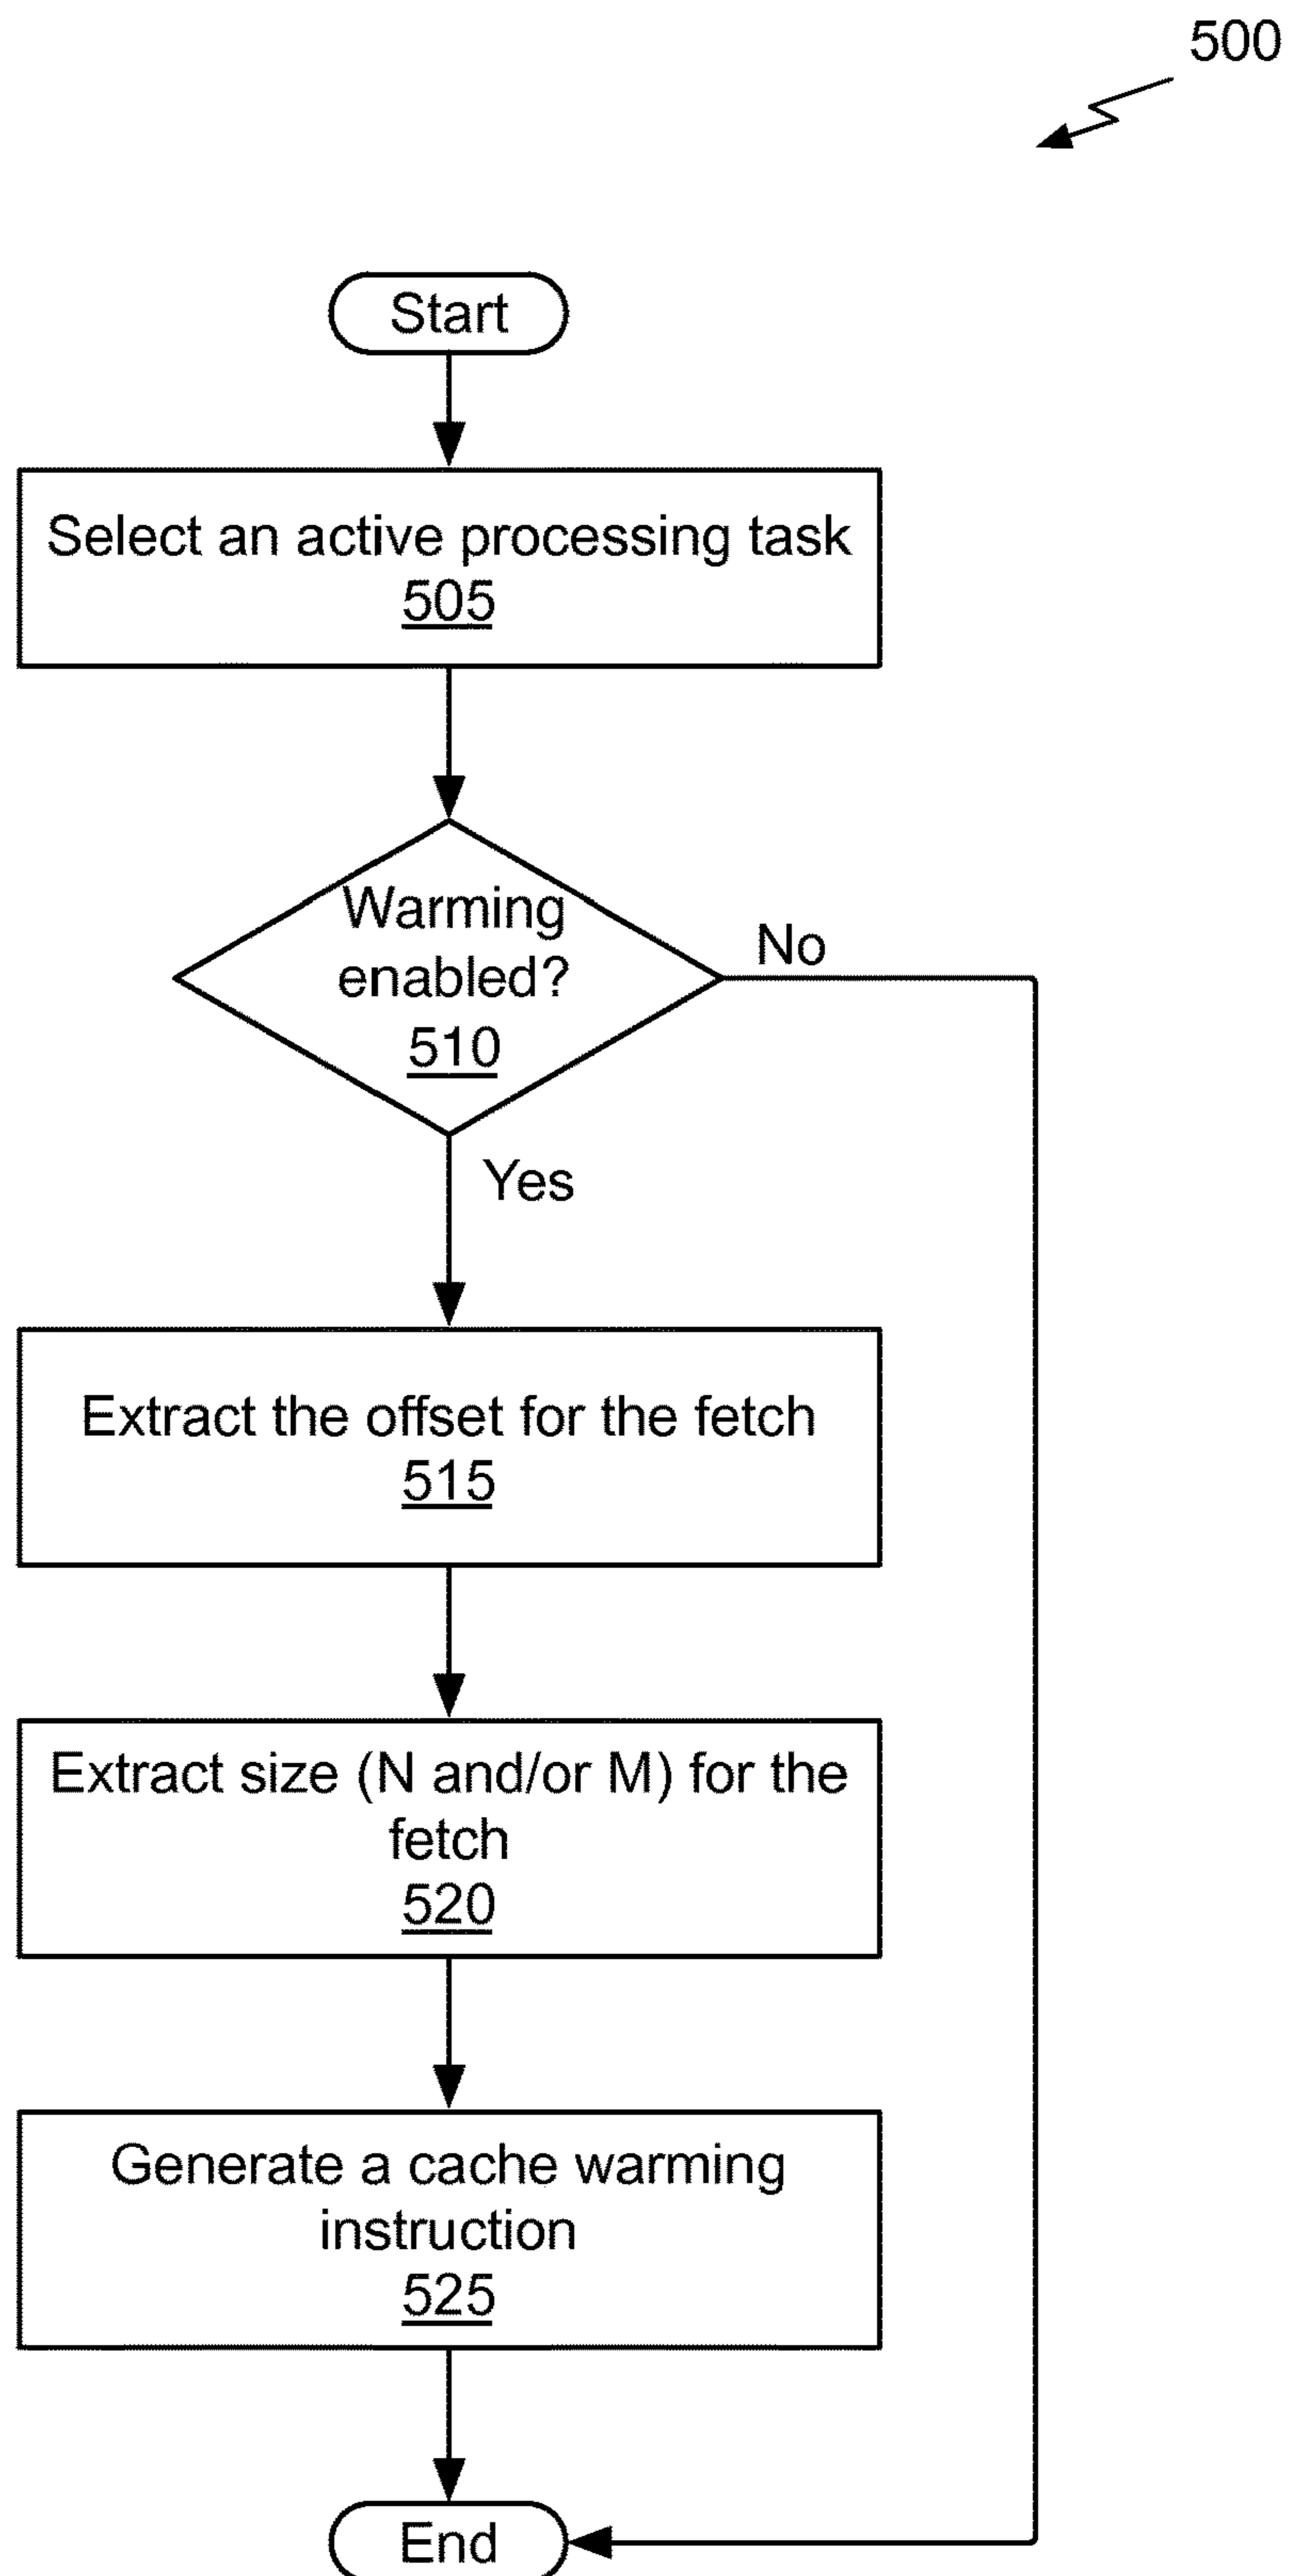 500
Start
Select an active processing task
505
Warming
enabled?
510
No
Yes
Extract the offset for the fetch
515
Extract size (N and/or M) for the
fetch
520
Generate a cache warming
instruction
525
End